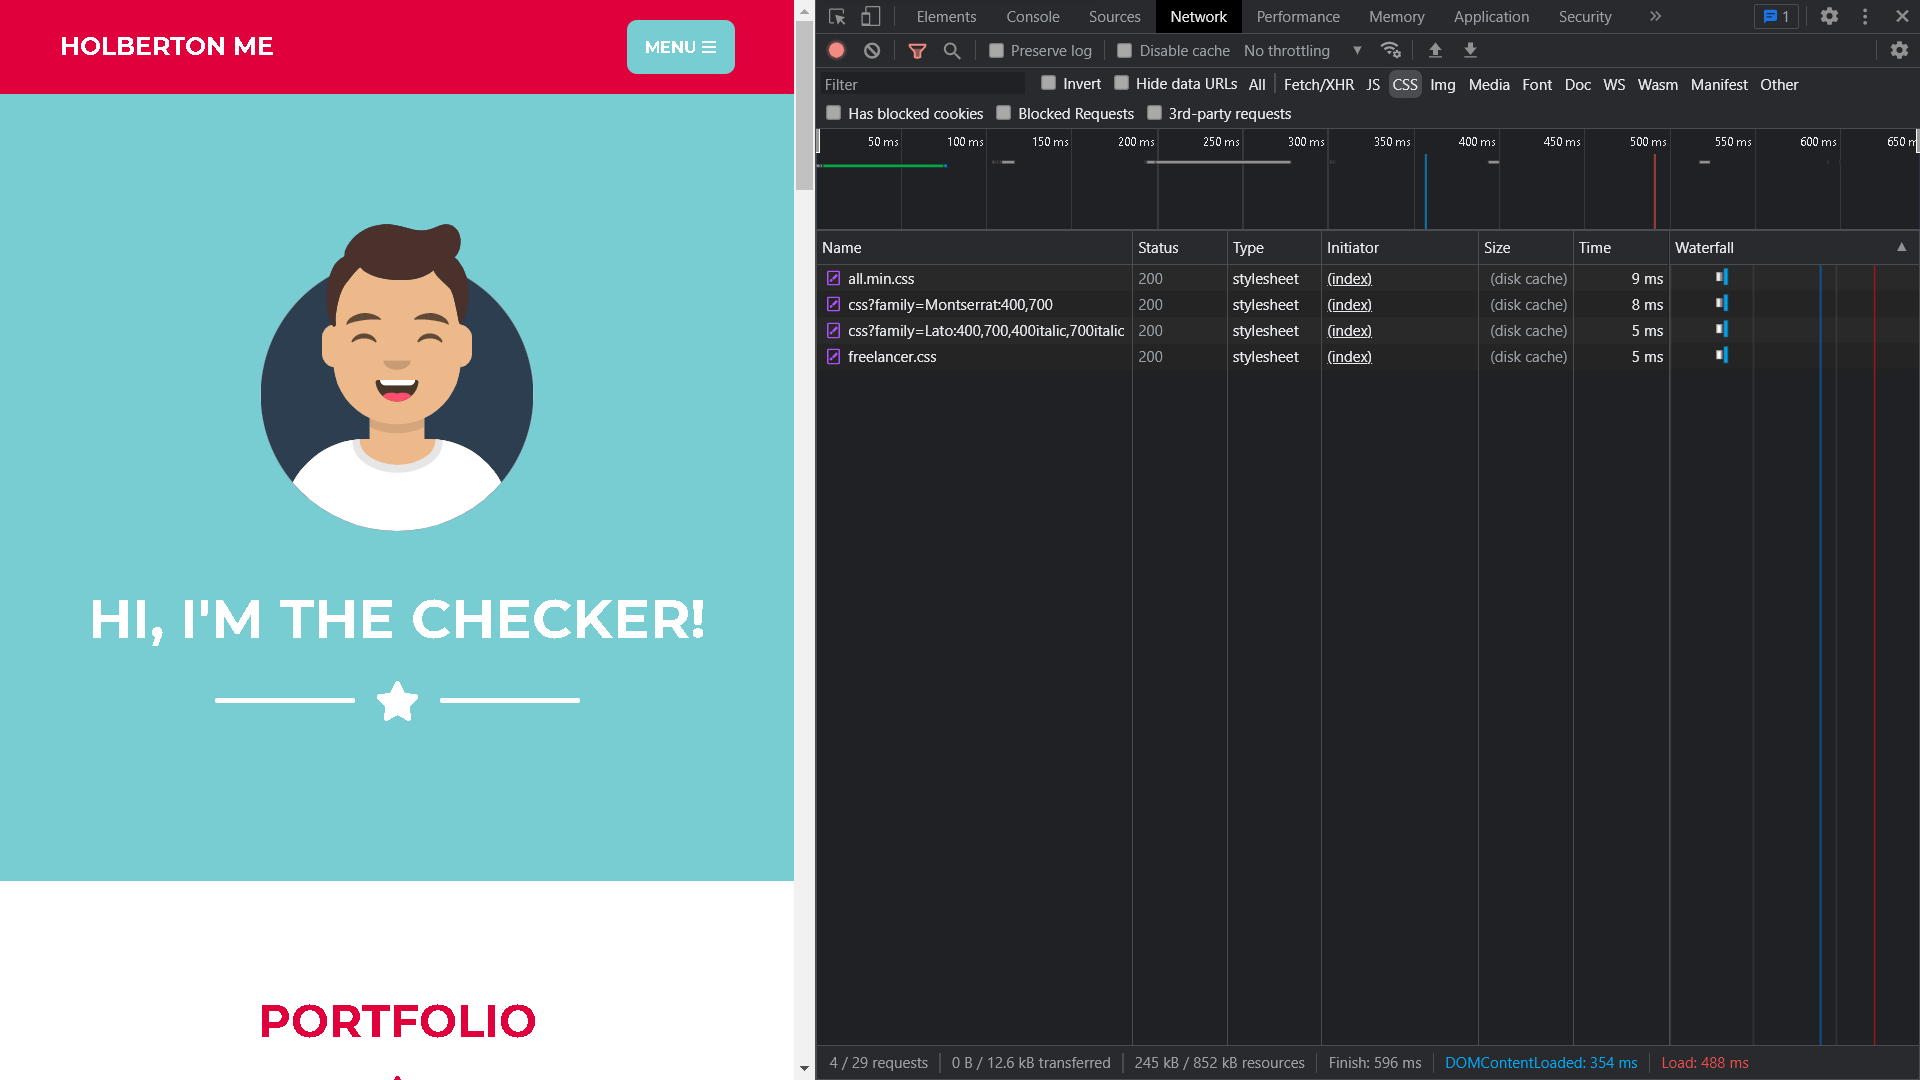 HOLBERTON ME
MENU
HI, I'M THE CHECKER!
PORTFOLIO
Elements Console Sources Network Performance Memory Application Security » 1
Preserve log Disable cache No throttling
Filter Invert Hide data URLs All Fetch/XHR JS CSS Img Media Font Doc WS Wasm Manifest Other
Has blocked cookies Blocked Requests 3rd-party requests
50 ms 100 ms 150 ms 200 ms 250 ms 300 ms 350 ms 400 ms 450 ms 500 ms 550 ms 600 ms 650 m
Name Status Type Initiator Size Time Waterfall
all.min.css 200 stylesheet (index) (disk cache) 9 ms
css?family=Montserrat:400,700 200 stylesheet (index) (disk cache) 8 ms
css?family=Lato:400,700,400italic,700italic 200 stylesheet (index) (disk cache) 5 ms
freelancer.css 200 stylesheet (index) (disk cache) 5 ms
4 / 29 requests 0 B / 12.6 kB transferred 245 kB / 852 kB resources Finish: 596 ms DOMContentLoaded: 354 ms Load: 488 ms